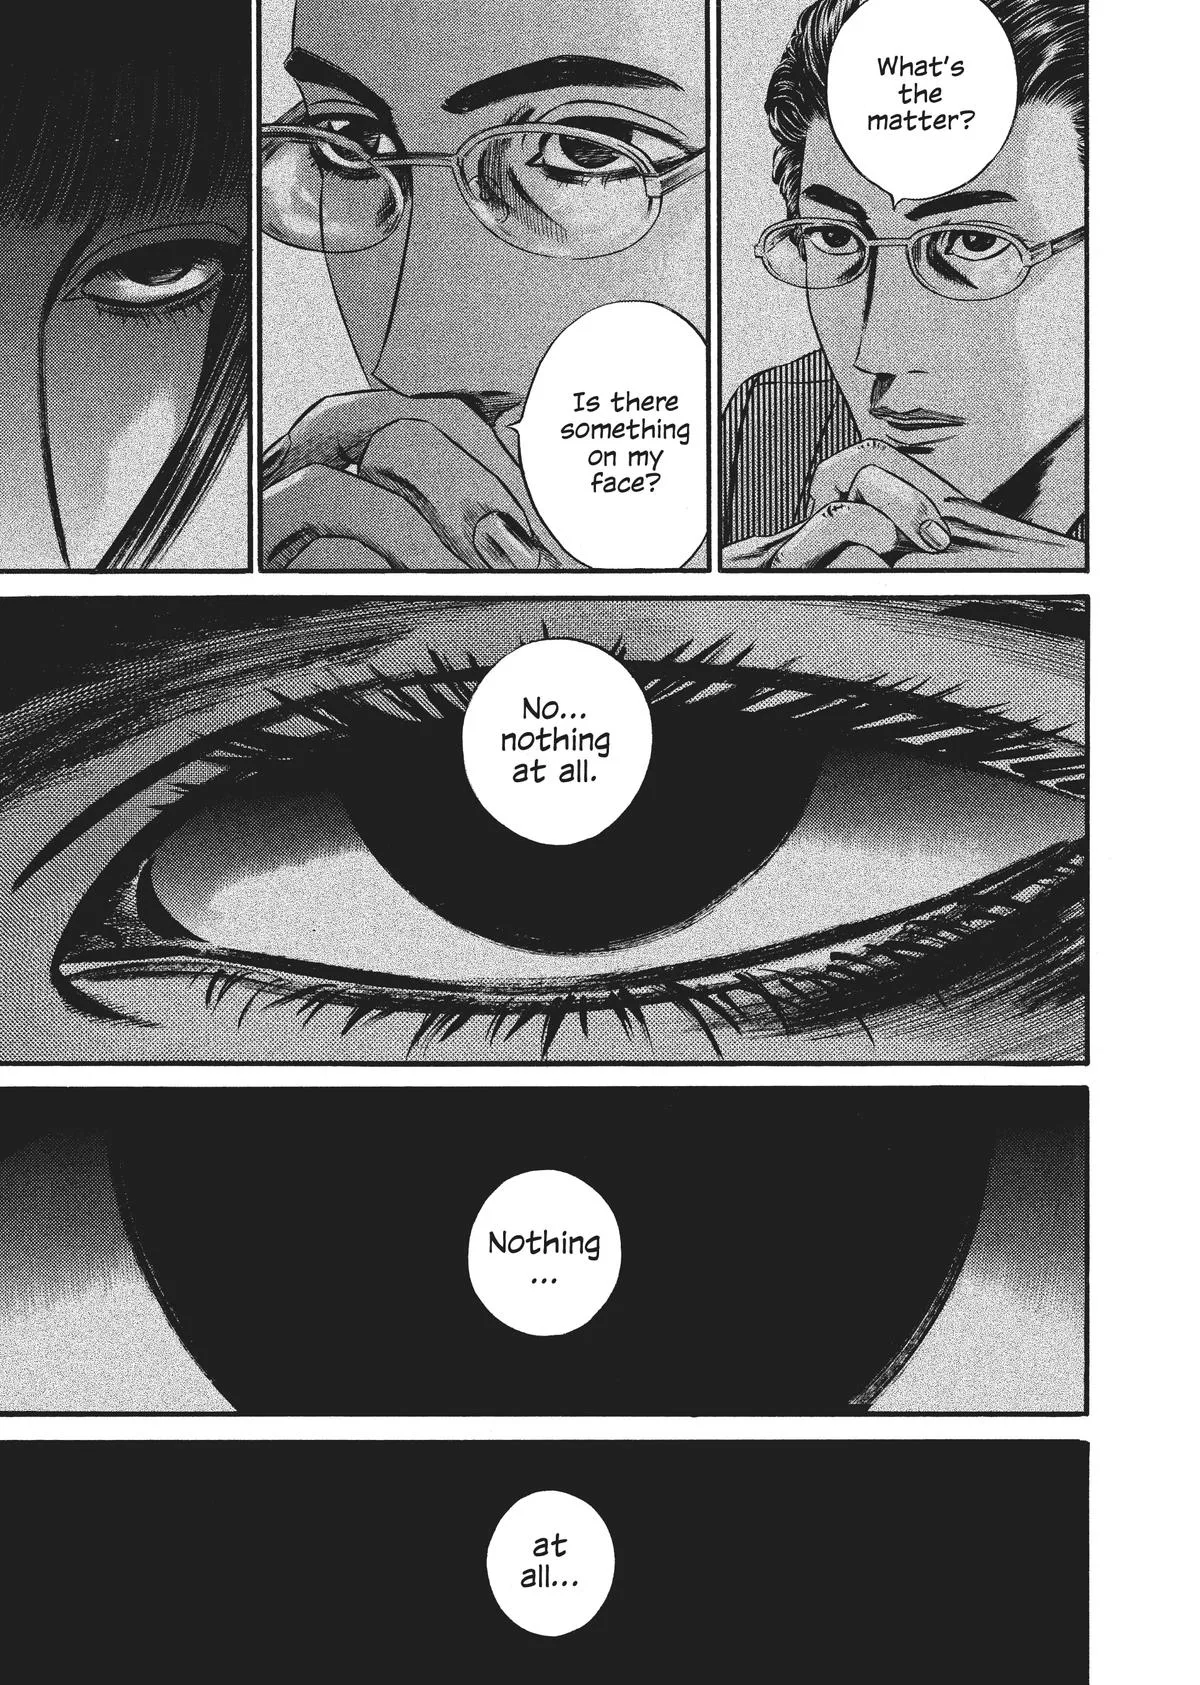 What's
the
matter?
Is there
something
on my
face?
No...
nothing
at all.
Nothing
...
at
all...